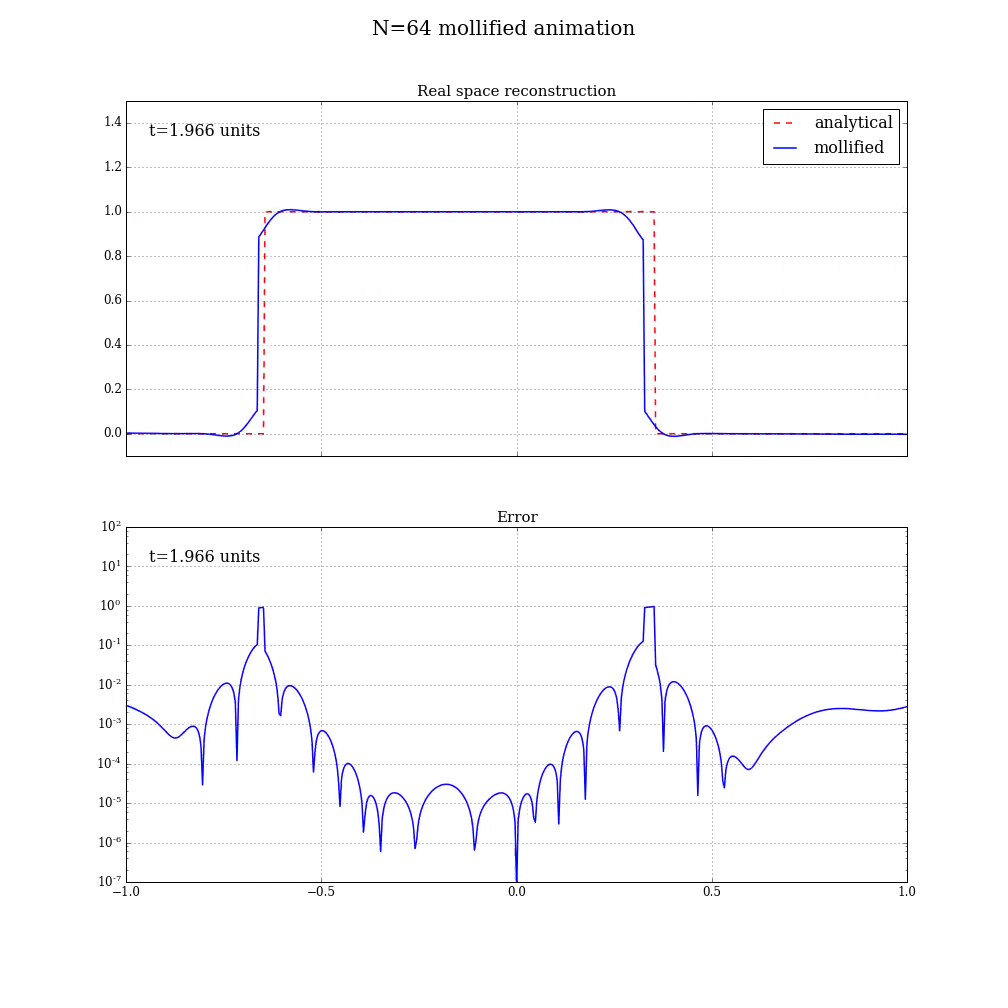 N=64 mollified animation
Real space reconstruction
t=1.966 units
analytical
mollified
1.4
1.2
1.0
0.8
0.6
0.4
0.2
0.0
Error
t=1.966 units
10²
10¹
10⁰
10⁻¹
10⁻²
10⁻³
10⁻⁴
10⁻⁵
10⁻⁶
10⁻⁷
−1.0 −0.5 0.0 0.5 1.0